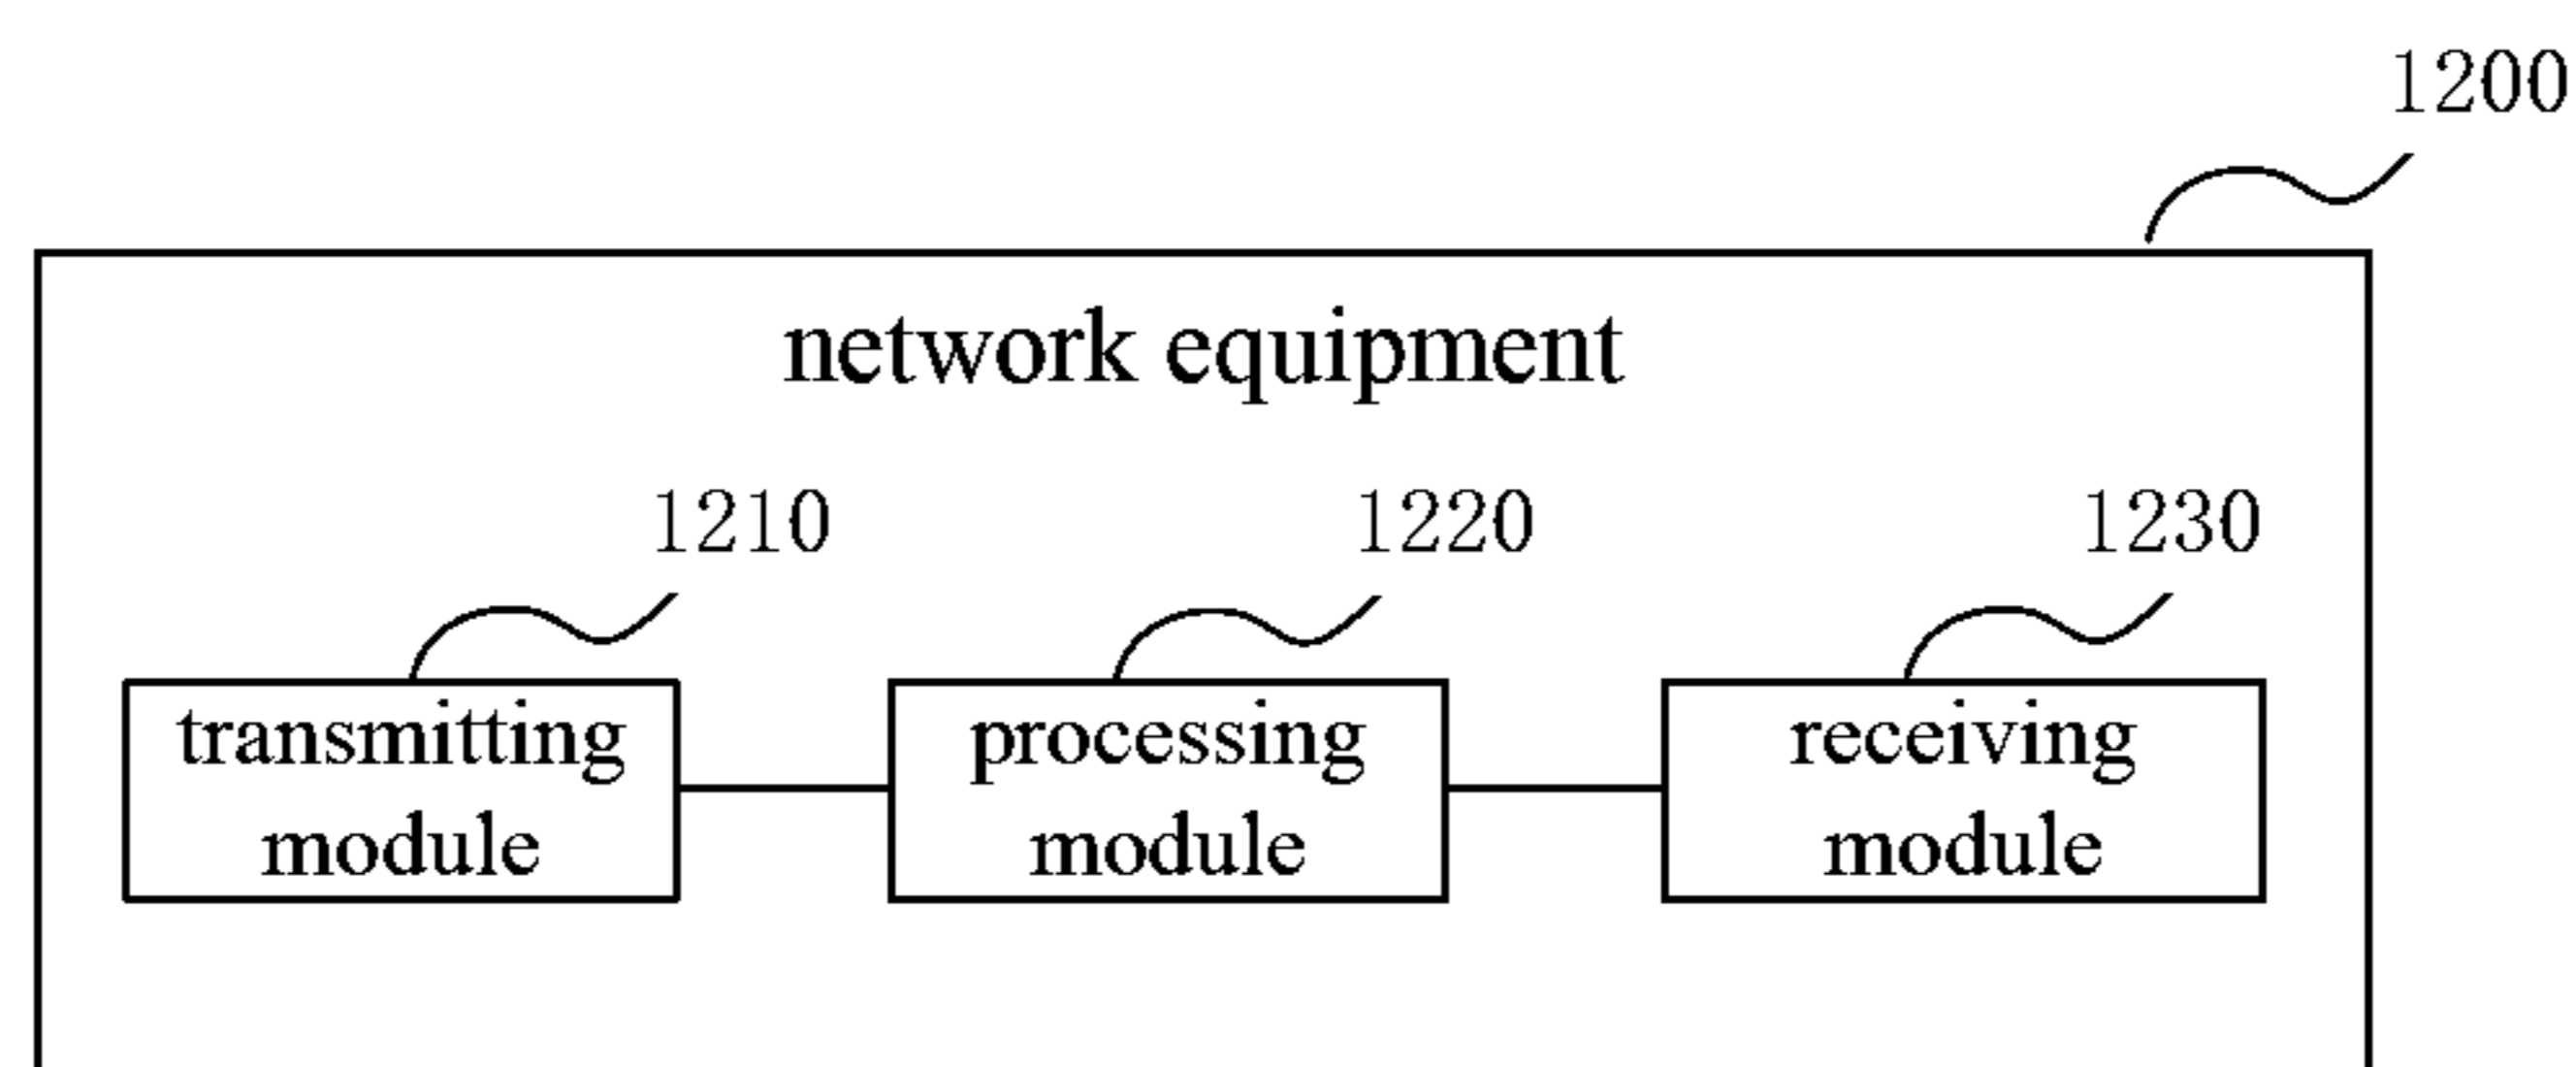 1200
network equipment
1210
1220
1230
transmitting
module
processing
module
receiving
module